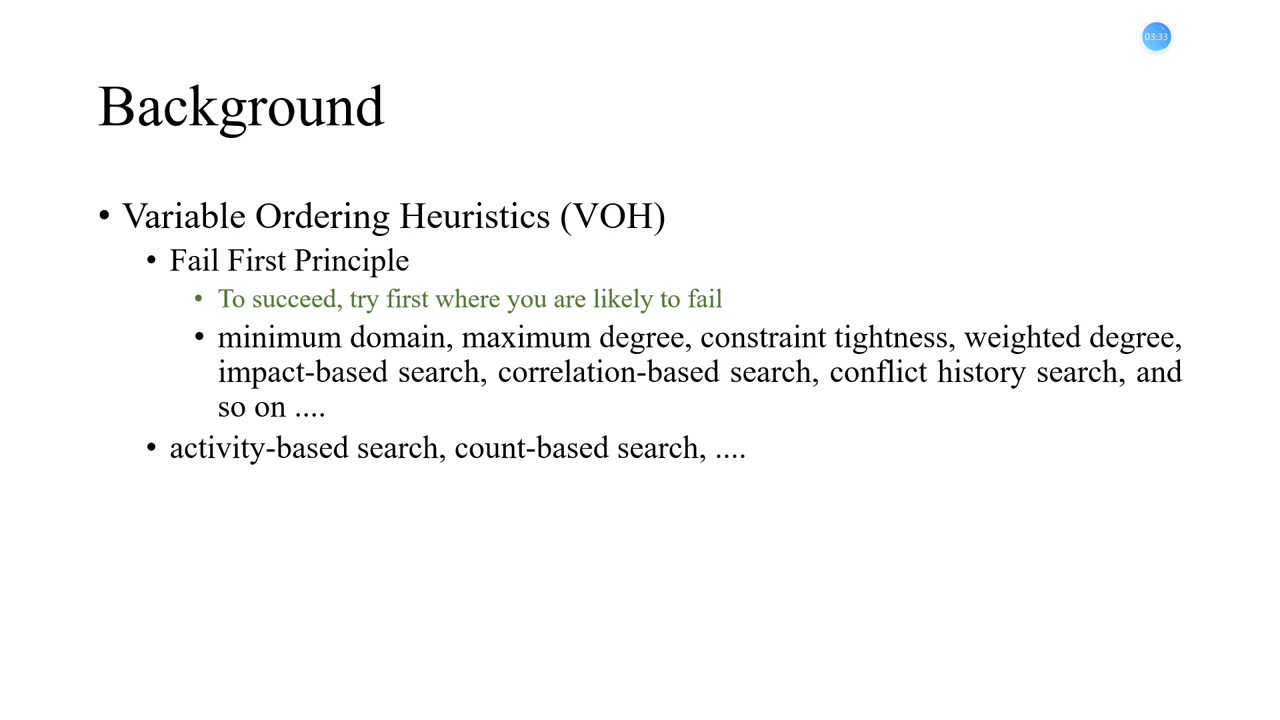 03:33
Background
• Variable Ordering Heuristics (VOH)
• Fail First Principle
• To succeed, try first where you are likely to fail
• minimum domain, maximum degree, constraint tightness, weighted degree,
impact-based search, correlation-based search, conflict history search, and
so on ....
• activity-based search, count-based search, ....